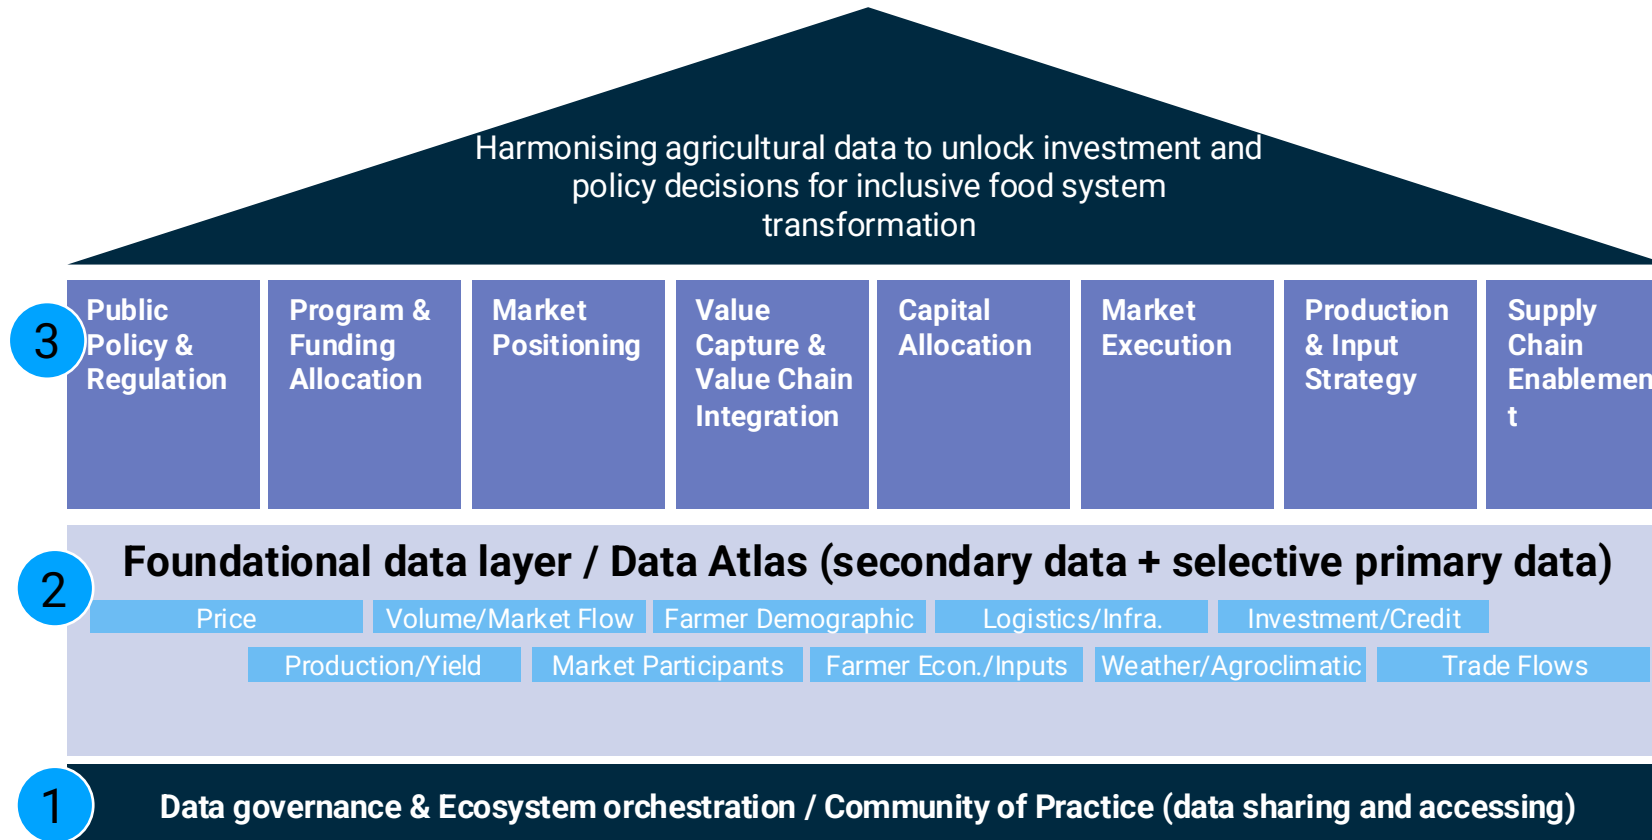 Harmonising agricultural data to unlock investment and
policy decisions for inclusive food system
transformation
3
Public
Policy &
Regulation
Program &
Funding
Allocation
Market
Positioning
Value
Capture &
Value Chain
Integration
Capital
Allocation
Market
Execution
Production
& Input
Strategy
Supply
Chain
Enablemen
t
2
Foundational data layer / Data Atlas (secondary data + selective primary data)
Price
Volume/Market Flow
Farmer Demographic
Logistics/Infra.
Investment/Credit
Production/Yield
Market Participants
Farmer Econ./Inputs
Weather/Agroclimatic
Trade Flows
1
Data governance & Ecosystem orchestration / Community of Practice (data sharing and accessing)